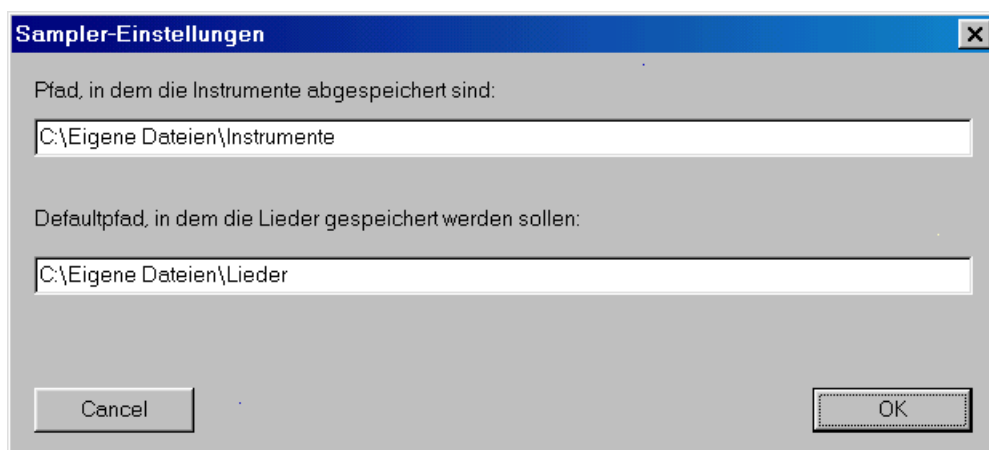 Sampler-Einstellungen
Pfad, in dem die Instrumente abgespeichert sind:
C:\Eigene Dateien\Instrumente
Defaultpfad, in dem die Lieder gespeichert werden sollen:
C:\Eigene Dateien\Lieder
Cancel
OK